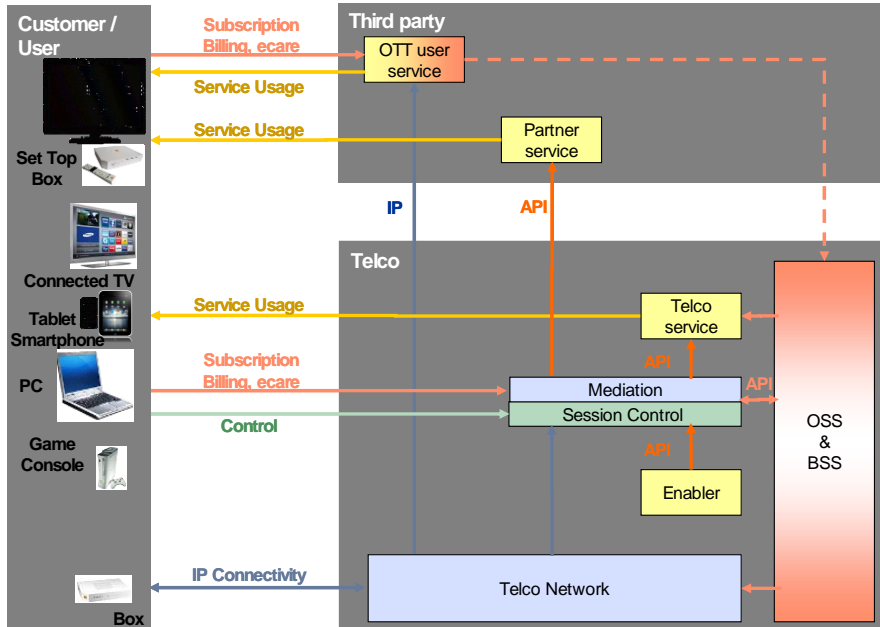 Customer /
User
Subscription
Billing, ecare
Third party
OTT user
service
Service Usage
Service Usage
Partner
service
Set Top
Box
IP
API
Telco
Connected TV
Service Usage
Telco
service
Tablet
Smartphone
API
Subscription
Billing, ecare
PC
Mediation
API
Session Control
Control
OSS
&
BSS
Game
Console
API
Enabler
IP Connectivity
Telco Network
Box